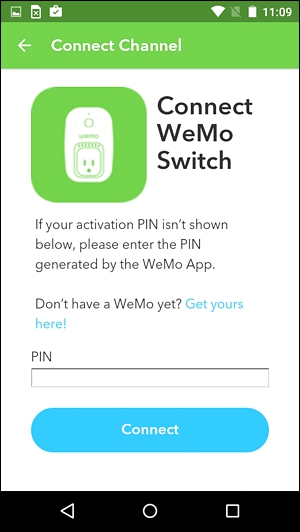 11:09
Connect Channel
wemo
Connect
WeMo
Switch
If your activation PIN isn't shown
below, please enter the PIN
generated by the WeMo App.
Don't have a WeMo yet? Get yours
here!
PIN
Connect